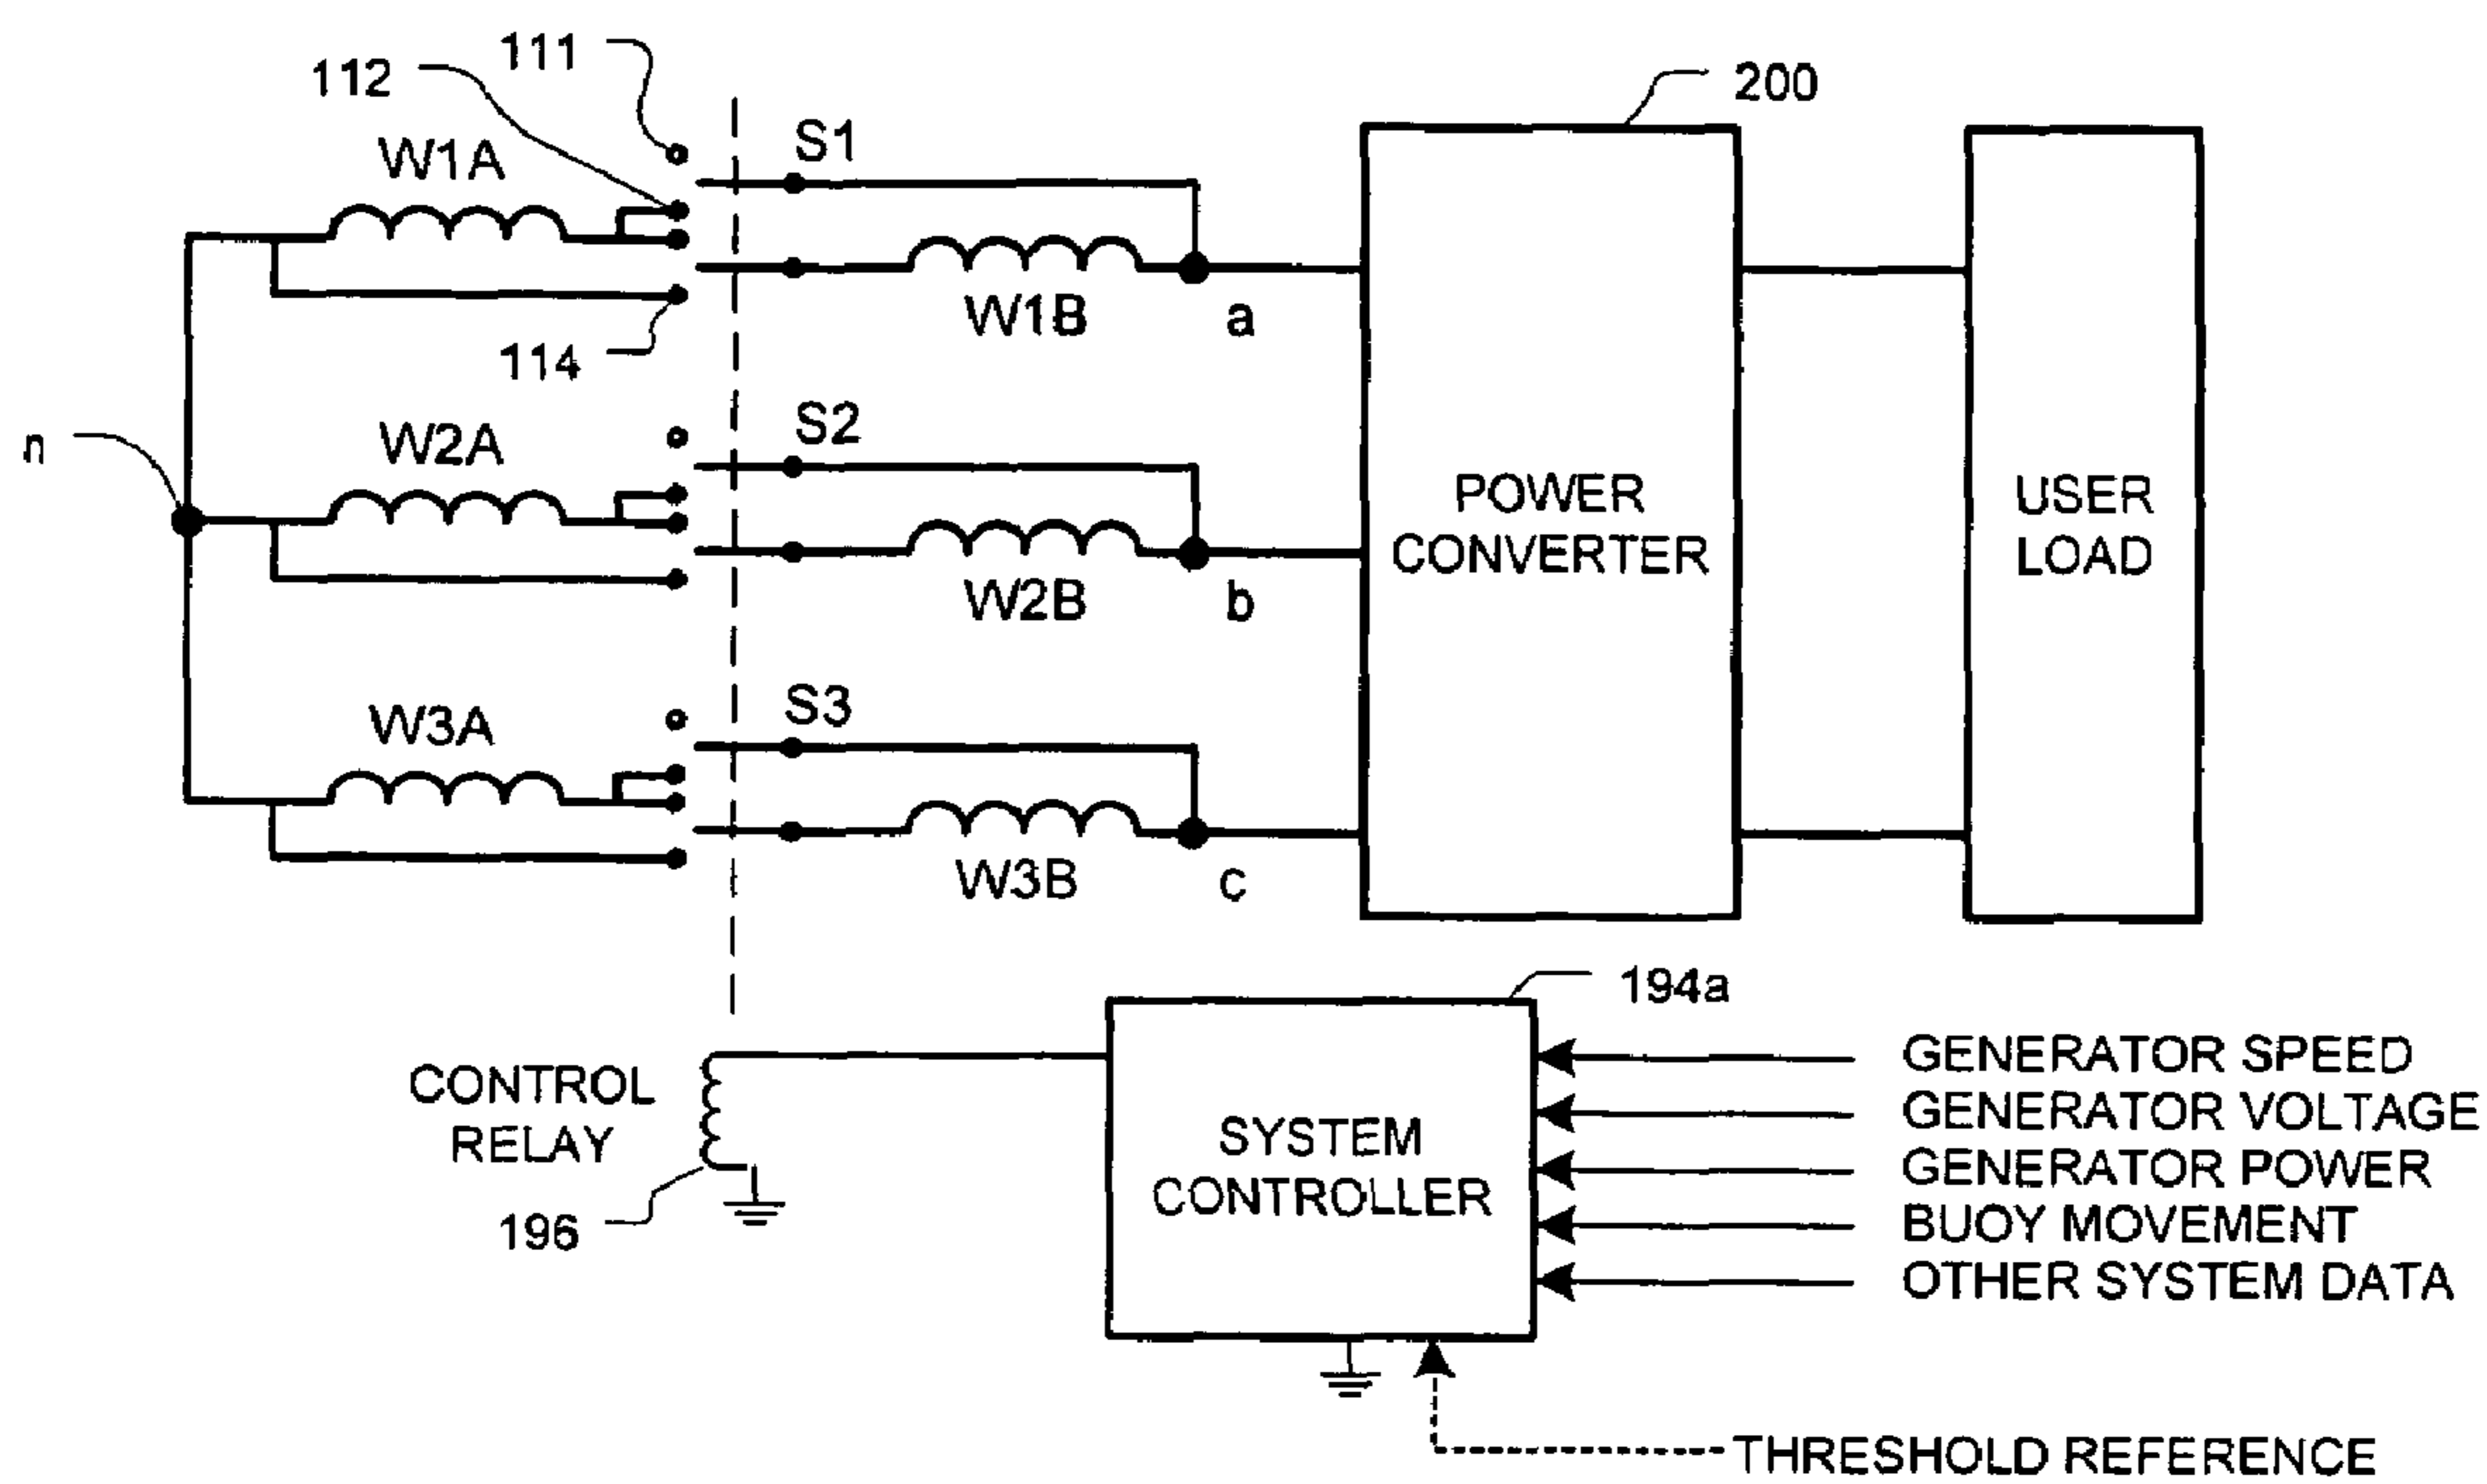 111
112
200
S1
W1A
W1B
a
114
S2
n
W2A
POWER
CONVERTER
USER
LOAD
W2B
b
S3
W3A
W3B
c
194a
CONTROL
RELAY
196
SYSTEM
CONTROLLER
GENERATOR SPEED
GENERATOR VOLTAGE
GENERATOR POWER
BUOY MOVEMENT
OTHER SYSTEM DATA
THRESHOLD REFERENCE